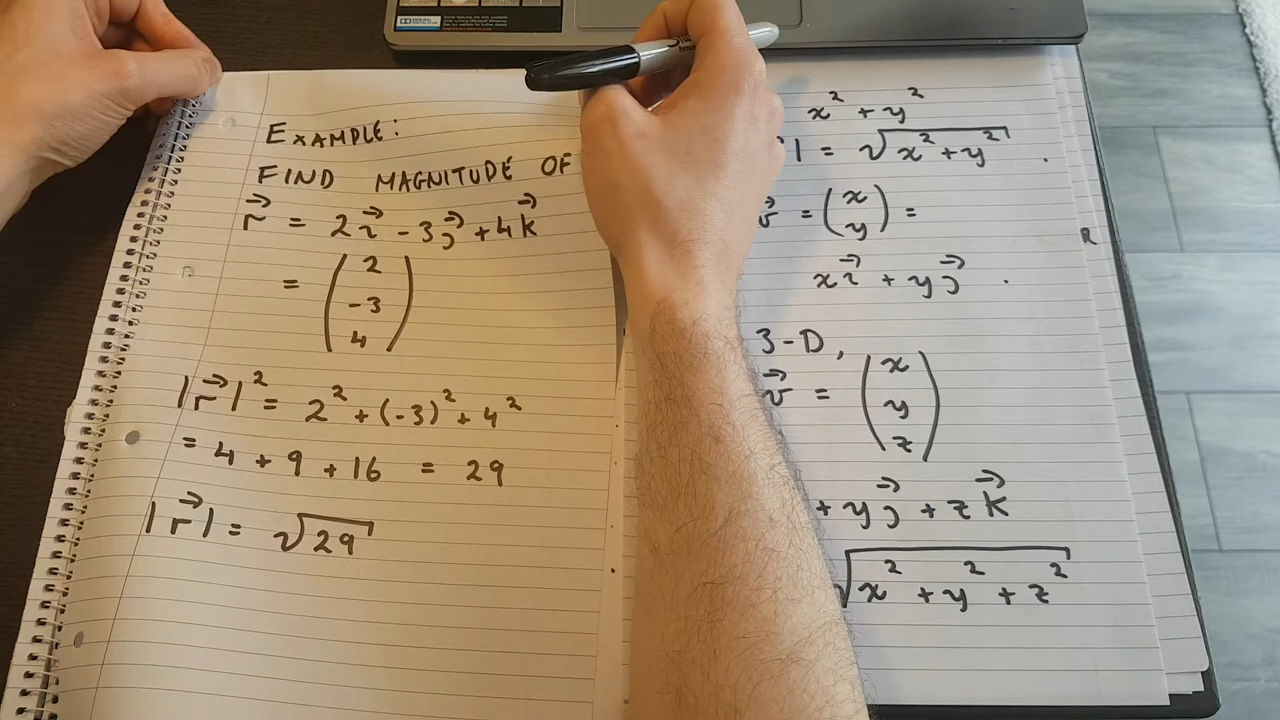 EXAMPLE:
FIND MAGNITUDE OF
r⃗ = 2i⃗ - 3j⃗ + 4k⃗
= (2
-3
4)
|r⃗|² = 2² + (-3)² + 4²
= 4 + 9 + 16 = 29
|r⃗| = √29
x² + y²
| = √x² + y² .
v⃗ = (x
y) =
xi⃗ + yj⃗ .
R
3-D,
v⃗ = (x
y
z)
+ yj⃗ + zk⃗
√x² + y² + z²